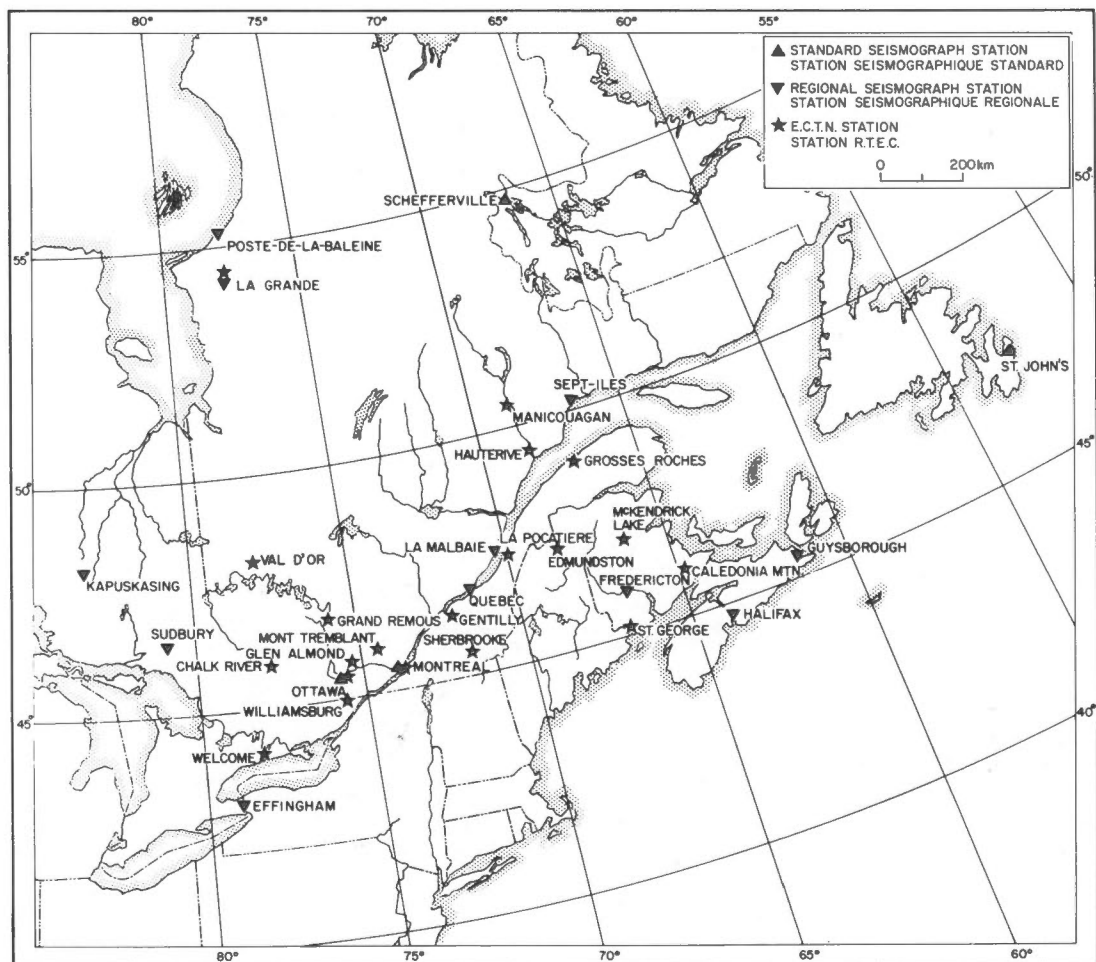 80°
75°
70°
65°
60°
55°
STANDARD SEISMOGRAPH STATION
STATION SEISMOGRAPHIQUE STANDARD
REGIONAL SEISMOGRAPH STATION
STATION SEISMOGRAPHIQUE REGIONALE
E.C.T.N. STATION
STATION R.T.E.C.
0 200km
50°
SCHEFFERVILLE
POSTE-DE-LA-BALEINE
55°
LA GRANDE
ST. JOHN'S
SEPT-ILES
MANICOUAGAN
HAUTERIVE
GROSSES ROCHES
45°
50°
McKENDRICK
LAKE
LA MALBAIE
LA POCATIERE
EDMUNDSTON
GUYSBOROUGH
VAL D'OR
CALEDONIA MTN.
KAPUSKASING
FREDERICTON
QUEBEC
HALIFAX
GRAND REMOUS
GENTILLY
ST. GEORGE
SUDBURY
MONT TREMBLANT
SHERBROOKE
GLEN ALMOND
CHALK RIVER
MONTREAL
OTTAWA
WILLIAMSBURG
45°
40°
WELCOME
EFFINGHAM
80°
75°
70°
65°
60°